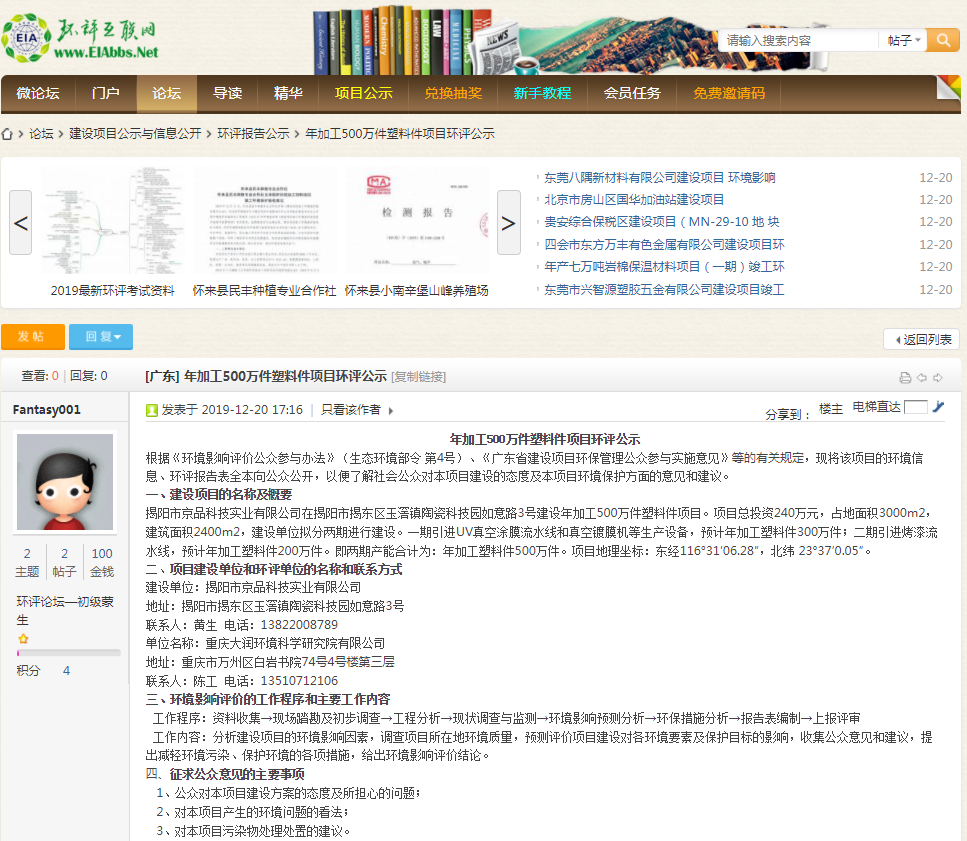 EIA
环评互联网
www.EIAbbs.Net
LAW
NEWS
请输入搜索内容
帖子
微论坛 门户 论坛 导读 精华 项目公示 兑换抽奖 新手教程 会员任务 免费邀请码
论坛 > 建设项目公示与信息公开 > 环评报告公示 > 年加工500万件塑料件项目环评公示
<
检 测 报 告
>
2019最新环评考试资料
怀来县民丰种植专业合作社
怀来县小南辛堡山峰养殖场
东莞八隅新材料有限公司建设项目 环境影响 12-20
北京市房山区国华加油站建设项目 12-20
贵安综合保税区建设项目（MN-29-10 地 块 12-20
四会市东方万丰有色金属有限公司建设项目环 12-20
年产七万吨岩棉保温材料项目（一期）竣工环 12-20
东莞市兴智源塑胶五金有限公司建设项目竣工 12-20
发帖 回复
返回列表
查看: 0 | 回复: 0
[广东] 年加工500万件塑料件项目环评公示 [复制链接]
Fantasy001
发表于 2019-12-20 17:16 | 只看该作者
分享到： 楼主 电梯直达
2 2 100
主题 帖子 金钱
环评论坛—初级蒙
生
积分 4
年加工500万件塑料件项目环评公示
根据《环境影响评价公众参与办法》（生态环境部令 第4号）、《广东省建设项目环保管理公众参与实施意见》等的有关规定，现将该项目的环境信
息、环评报告表全本向公众公开，以便了解社会公众对本项目建设的态度及本项目环境保护方面的意见和建议。
一、建设项目的名称及概要
揭阳市京品科技实业有限公司在揭阳市揭东区玉滘镇陶瓷科技园如意路3号建设年加工500万件塑料件项目。项目总投资240万元，占地面积3000m2，
建筑面积2400m2，建设单位拟分两期进行建设。一期引进UV真空涂膜流水线和真空镀膜机等生产设备，预计年加工塑料件300万件；二期引进烤漆流
水线，预计年加工塑料件200万件。即两期产能合计为：年加工塑料件500万件。项目地理坐标：东经116°31′06.28″，北纬 23°37′0.05″。
二、项目建设单位和环评单位的名称和联系方式
建设单位：揭阳市京品科技实业有限公司
地址：揭阳市揭东区玉滘镇陶瓷科技园如意路3号
联系人：黄生 电话：13822008789
单位名称：重庆大润环境科学研究院有限公司
地址：重庆市万州区白岩书院74号4号楼第三层
联系人：陈工 电话：13510712106
三、环境影响评价的工作程序和主要工作内容
工作程序：资料收集→现场踏勘及初步调查→工程分析→现状调查与监测→环境影响预测分析→环保措施分析→报告表编制→上报评审
工作内容：分析建设项目的环境影响因素，调查项目所在地环境质量，预测评价项目建设对各环境要素及保护目标的影响，收集公众意见和建议，提
出减轻环境污染、保护环境的各项措施，给出环境影响评价结论。
四、征求公众意见的主要事项
1、公众对本项目建设方案的态度及所担心的问题；
2、对本项目产生的环境问题的看法；
3、对本项目污染物处理处置的建议。